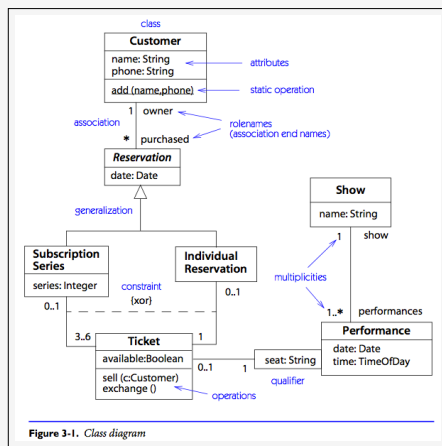 class
Customer
name: String
phone: String
attributes
add (name,phone)
static operation
1 owner
association
rolenames
(association end names)
* purchased
Reservation
date: Date
Show
name: String
generalization
1 show
Subscription
Series
Individual
Reservation
series: Integer
multiplicities
constraint
0..1
{xor}
0..1
1..* performances
3..6
Ticket
1
Performance
available:Boolean
0..1
1
seat: String
date: Date
time: TimeOfDay
sell (c:Customer)
exchange ()
qualifier
operations
Figure 3-1. Class diagram